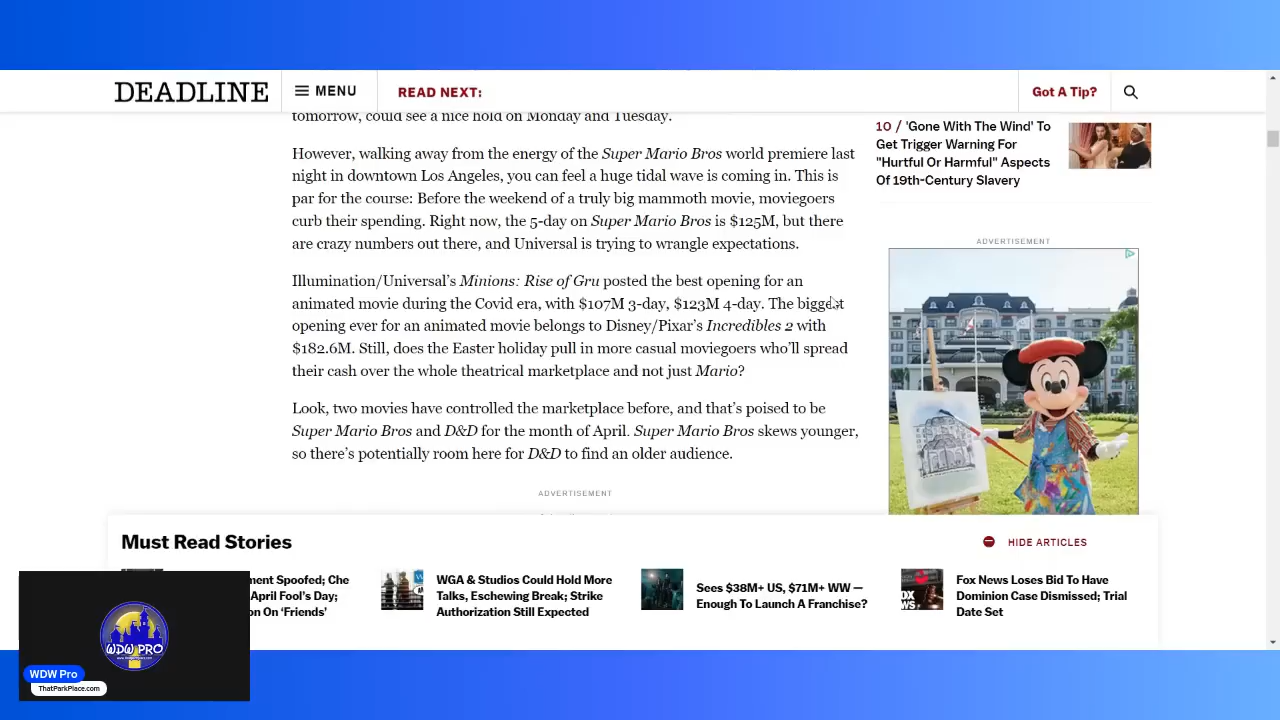 DEADLINE
MENU
READ NEXT:
Got A Tip?
tomorrow, could see a nice hold on Monday and Tuesday.
However, walking away from the energy of the Super Mario Bros world premiere last
night in downtown Los Angeles, you can feel a huge tidal wave is coming in. This is
par for the course: Before the weekend of a truly big mammoth movie, moviegoers
curb their spending. Right now, the 5-day on Super Mario Bros is $125M, but there
are crazy numbers out there, and Universal is trying to wrangle expectations.
Illumination/Universal's Minions: Rise of Gru posted the best opening for an
animated movie during the Covid era, with $107M 3-day, $123M 4-day. The biggest
opening ever for an animated movie belongs to Disney/Pixar's Incredibles 2 with
$182.6M. Still, does the Easter holiday pull in more casual moviegoers who'll spread
their cash over the whole theatrical marketplace and not just Mario?
Look, two movies have controlled the marketplace before, and that's poised to be
Super Mario Bros and D&D for the month of April. Super Mario Bros skews younger,
so there's potentially room here for D&D to find an older audience.
ADVERTISEMENT
10 / 'Gone With The Wind' To
Get Trigger Warning For
"Hurtful Or Harmful" Aspects
Of 19th-Century Slavery
ADVERTISEMENT
Must Read Stories
HIDE ARTICLES
ment Spoofed; Che
April Fool's Day;
on On 'Friends'
WGA & Studios Could Hold More
Talks, Eschewing Break; Strike
Authorization Still Expected
Sees $38M+ US, $71M+ WW —
Enough To Launch A Franchise?
Fox News Loses Bid To Have
Dominion Case Dismissed; Trial
Date Set
WDW PRO
WDW Pro
ThatParkPlace.com